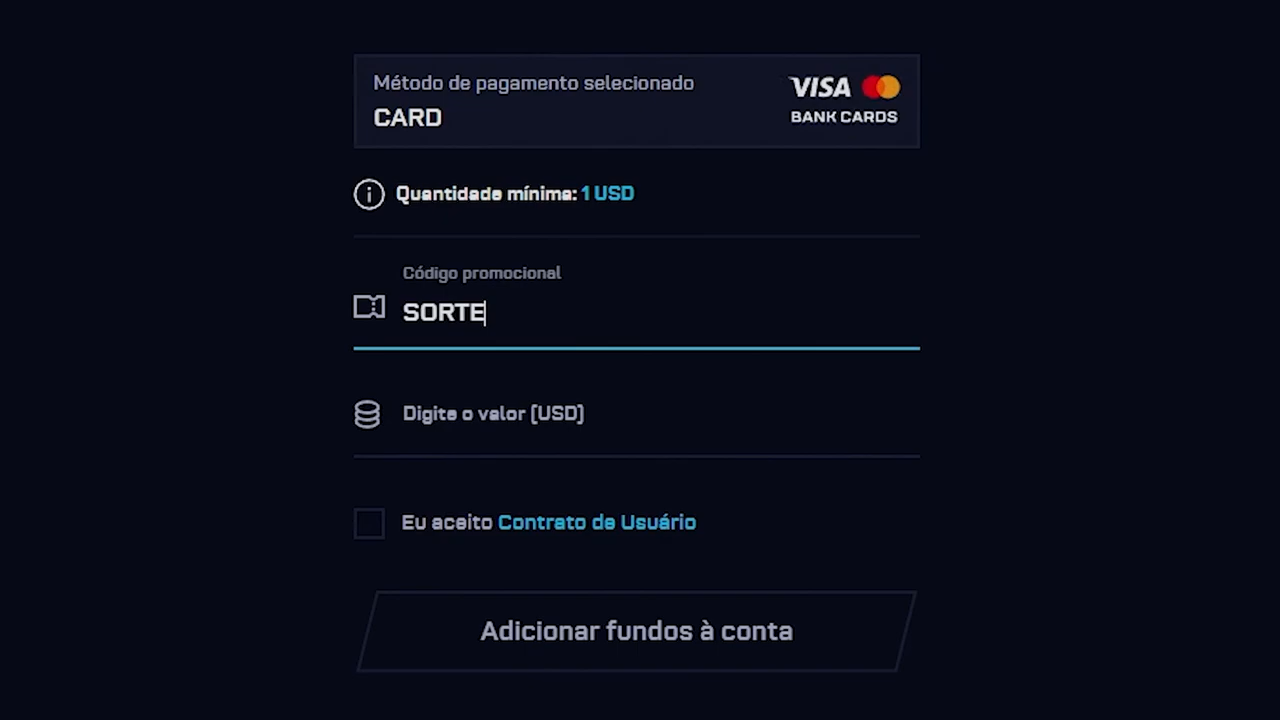 Método de pagamento selecionado
CARD
VISA
BANK CARDS
Quantidade mínima: 1 USD
Código promocional
SORTE
Digite o valor [USD]
Eu aceito Contrato de Usuário
Adicionar fundos à conta